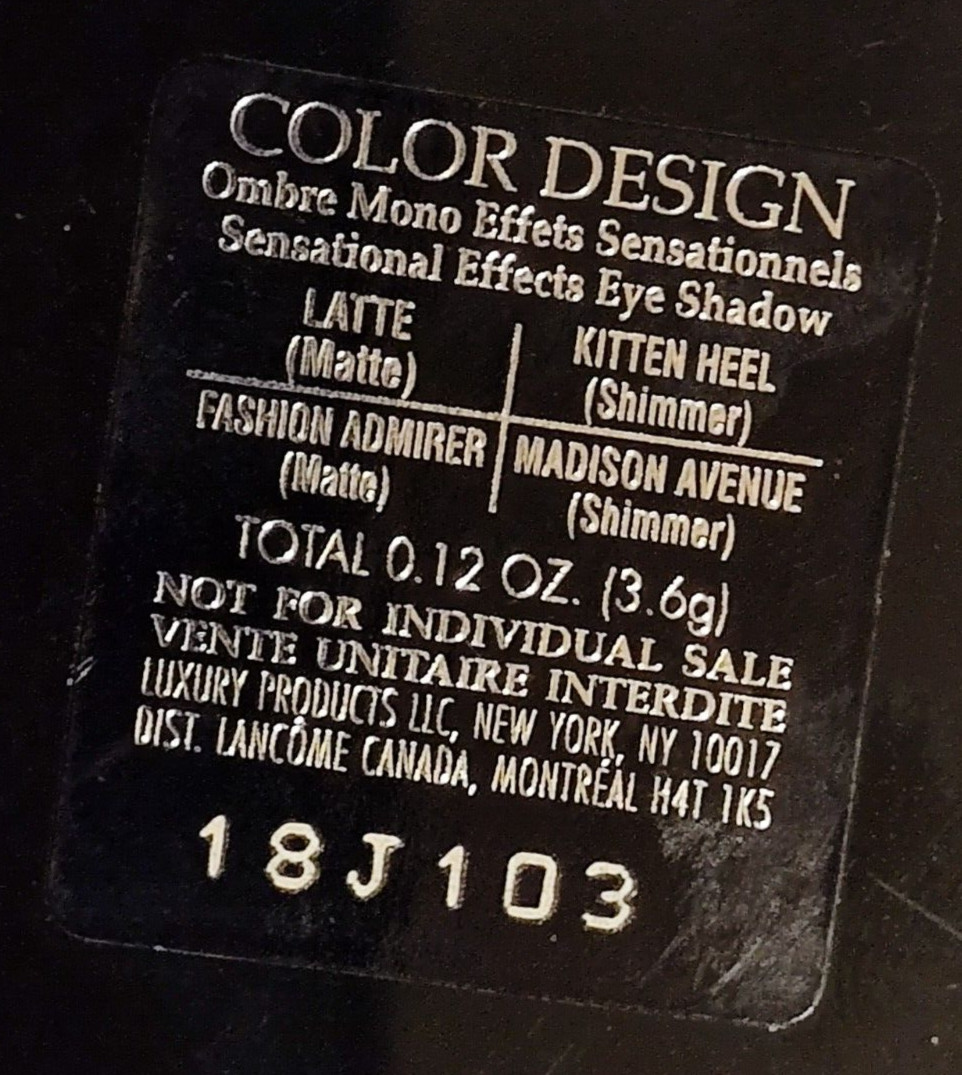 COLOR DESIGN
Ombre Mono Effets Sensationnels
Sensational Effects Eye Shadow
LATTE
(Matte)
KITTEN HEEL
(Shimmer)
FASHION ADMIRER
(Matte)
MADISON AVENUE
(Shimmer)
TOTAL 0.12 OZ. (3.6g)
NOT FOR INDIVIDUAL SALE
VENTE UNITAIRE INTERDITE
LUXURY PRODUCTS LLC, NEW YORK, NY 10017
DIST. LANCÔME CANADA, MONTRÉAL H4T 1K5
18J103